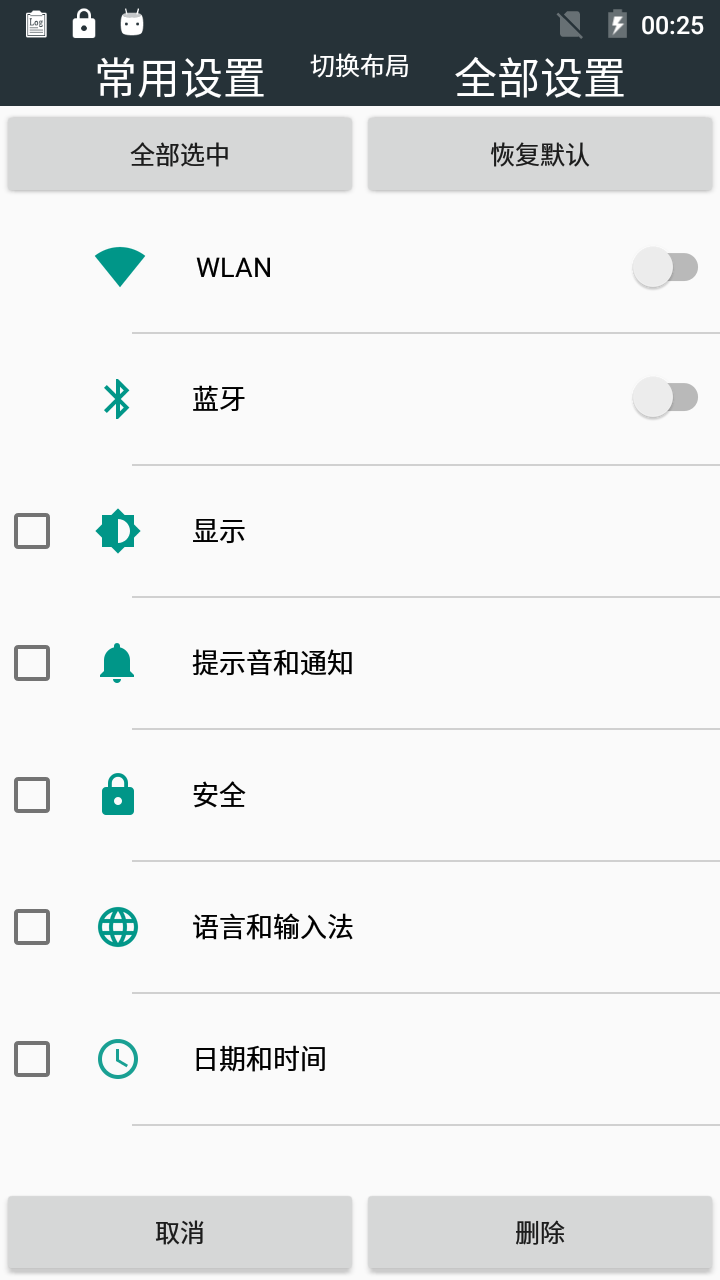 Log
00:25
常用设置
切换布局
全部设置
全部选中
恢复默认
WLAN
蓝牙
显示
提示音和通知
安全
语言和输入法
日期和时间
取消
删除